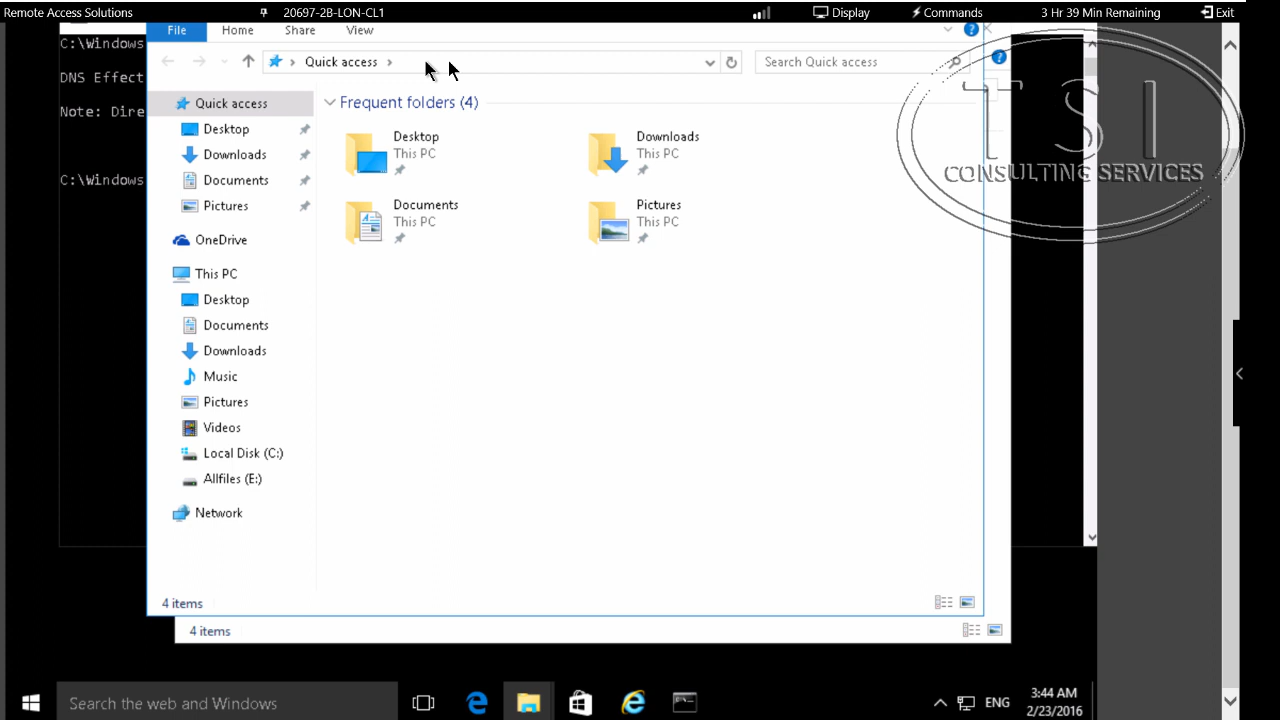 Remote Access Solutions
20697-2B-LON-CL1
Display
Commands
3 Hr 39 Min Remaining
Exit
File
Home
Share
View
C:\Windows
Quick access
Search Quick access
DNS Effect
Note: Dire
C:\Windows
Quick access
Desktop
Downloads
Documents
Pictures
OneDrive
This PC
Desktop
Documents
Downloads
Music
Pictures
Videos
Local Disk (C:)
Allfiles (E:)
Network
Frequent folders (4)
Desktop
This PC
Downloads
This PC
Documents
This PC
Pictures
This PC
TSI
CONSULTING SERVICES
4 items
4 items
Search the web and Windows
ENG
3:44 AM
2/23/2016